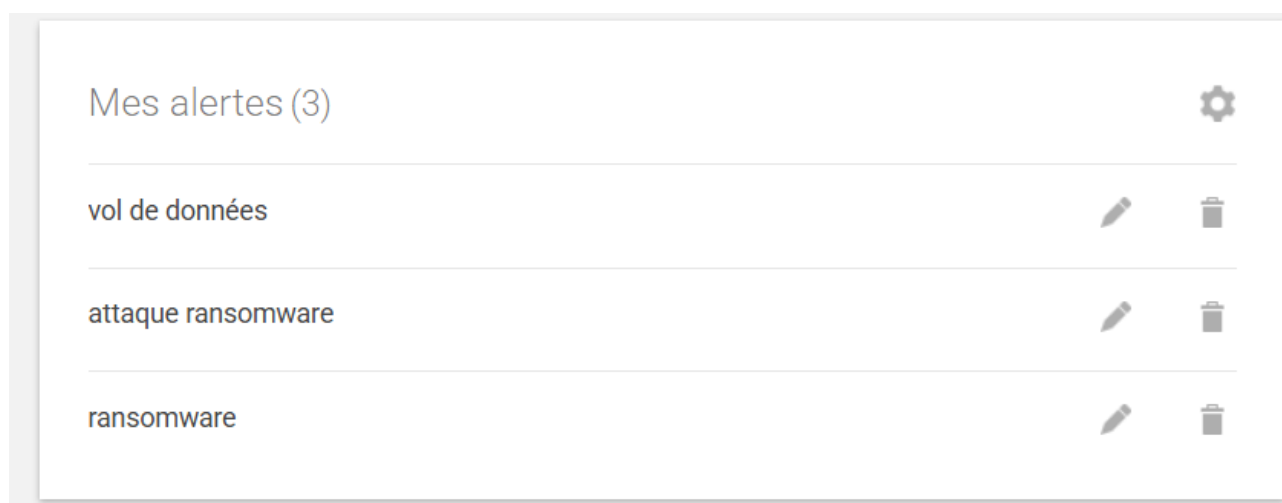 Mes alertes (3)
vol de données
attaque ransomware
ransomware